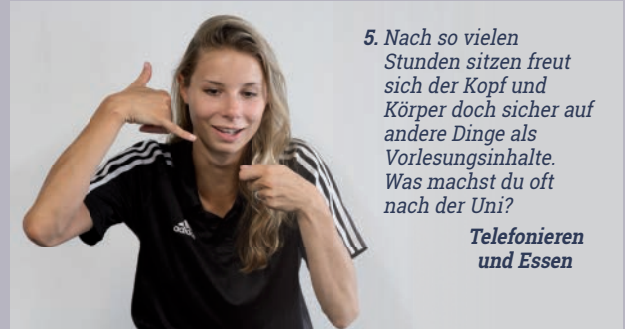 5. Nach so vielen
Stunden sitzen freut
sich der Kopf und
Körper doch sicher auf
andere Dinge als
Vorlesungsinhalte.
Was machst du oft
nach der Uni?
Telefonieren
und Essen
adidas